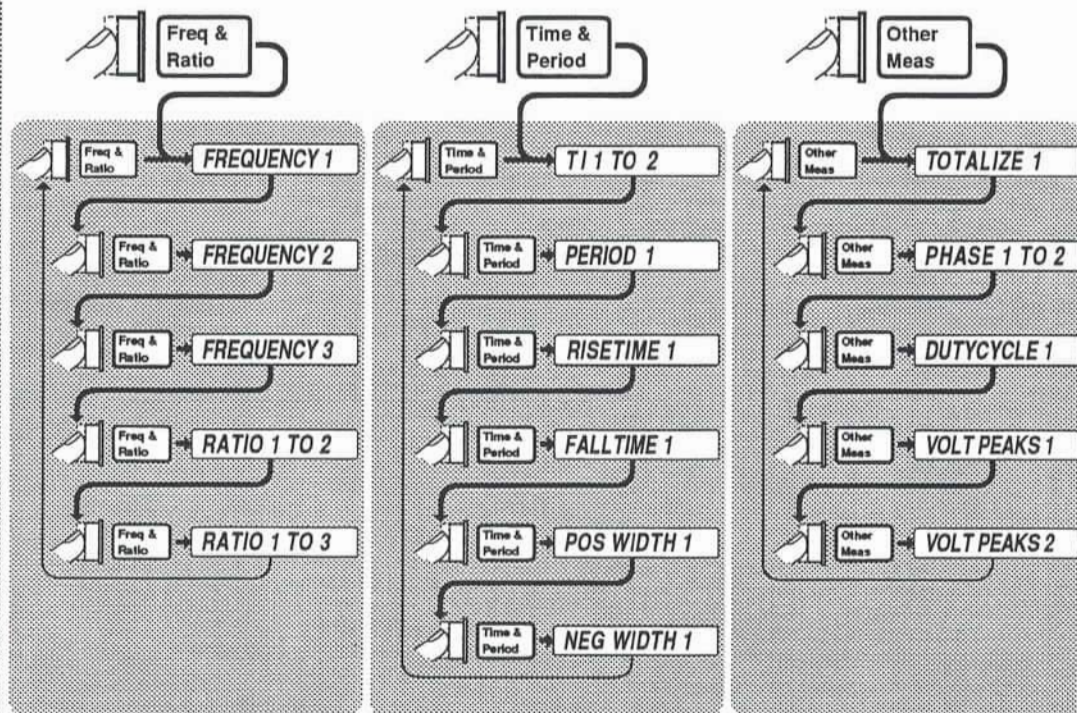 Freq &
Ratio
Freq &
Ratio
FREQUENCY 1
Freq &
Ratio
FREQUENCY 2
Freq &
Ratio
FREQUENCY 3
Freq &
Ratio
RATIO 1 TO 2
Freq &
Ratio
RATIO 1 TO 3
Time &
Period
Time &
Period
TI 1 TO 2
Time &
Period
PERIOD 1
Time &
Period
RISETIME 1
Time &
Period
FALLTIME 1
Time &
Period
POS WIDTH 1
Time &
Period
NEG WIDTH 1
Other
Meas
Other
Meas
TOTALIZE 1
Other
Meas
PHASE 1 TO 2
Other
Meas
DUTYCYCLE 1
Other
Meas
VOLT PEAKS 1
Other
Meas
VOLT PEAKS 2